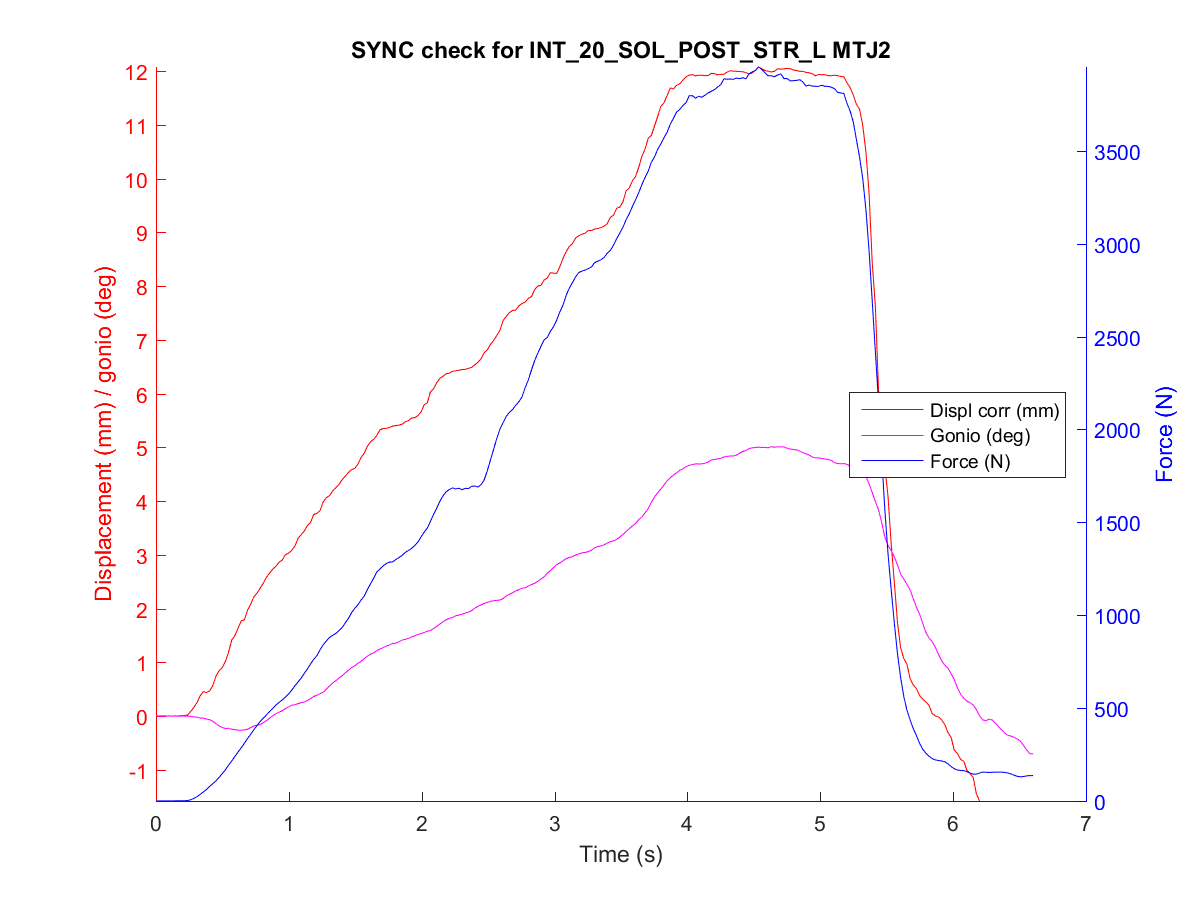 SYNC check for INT_20_SOL_POST_STR_L MTJ2
12
11
10
9
8
7
6
5
4
3
2
1
0
-1
Displacement (mm) / gonio (deg)
3500
3000
2500
2000
1500
1000
500
0
Force (N)
Displ corr (mm)
Gonio (deg)
Force (N)
0 1 2 3 4 5 6 7
Time (s)